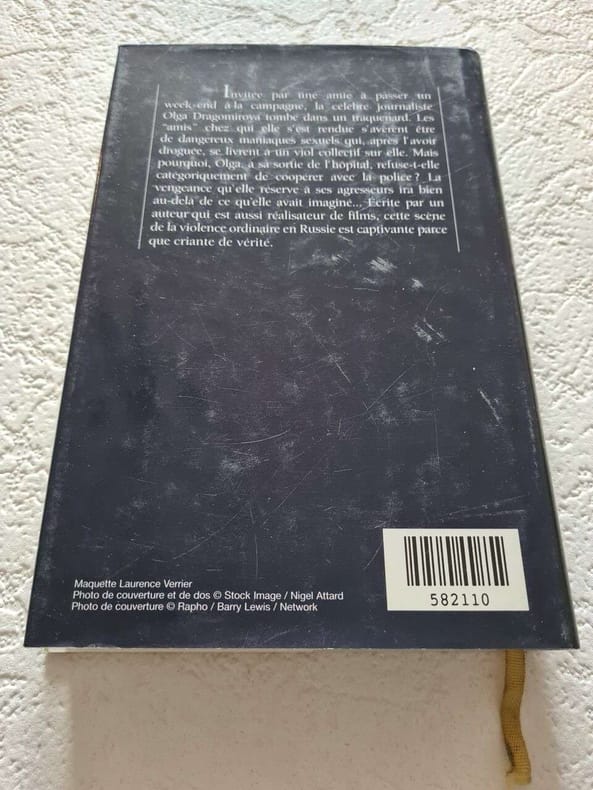 Invitée par une amie à passer un
week-end à la campagne, la célèbre journaliste
Olga Dragomirova tombe dans un traquenard. Les
"amis" chez qui elle s'est rendue s'avèrent être
de dangereux maniaques sexuels qui, après l'avoir
droguée, se livrent à un viol collectif sur elle. Mais
pourquoi, Olga, à sa sortie de l'hôpital, refuse-t-elle
catégoriquement de coopérer avec la police ? La
vengeance qu'elle réserve à ses agresseurs ira bien
au-delà de ce qu'elle avait imaginé... Écrite par un
auteur qui est aussi réalisateur de films, cette scène
de la violence ordinaire en Russie est captivante parce
que criante de vérité.
Maquette Laurence Verrier
Photo de couverture et de dos © Stock Image / Nigel Attard
Photo de couverture © Rapho / Barry Lewis / Network
582110